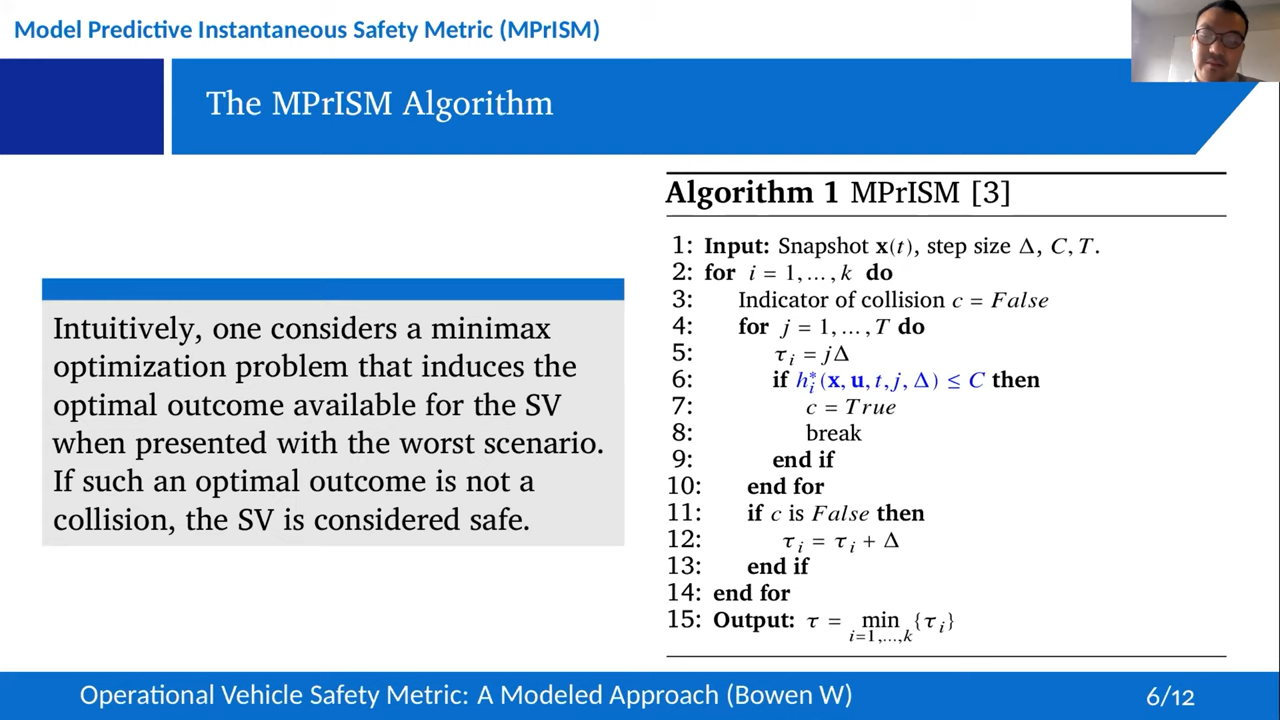 Model Predictive Instantaneous Safety Metric (MPrISM)
The MPrISM Algorithm
Intuitively, one considers a minimax
optimization problem that induces the
optimal outcome available for the SV
when presented with the worst scenario.
If such an optimal outcome is not a
collision, the SV is considered safe.
Algorithm 1 MPrISM [3]
1: Input: Snapshot x(t), step size Δ, C, T.
2: for i = 1, ..., k do
3: Indicator of collision c = False
4: for j = 1, ..., T do
5: τ_i = jΔ
6: if h_i^*(x, u, t, j, Δ) ≤ C then
7: c = True
8: break
9: end if
10: end for
11: if c is False then
12: τ_i = τ_i + Δ
13: end if
14: end for
15: Output: τ = min {τ_i}
i=1,...,k
Operational Vehicle Safety Metric: A Modeled Approach (Bowen W)
6/12